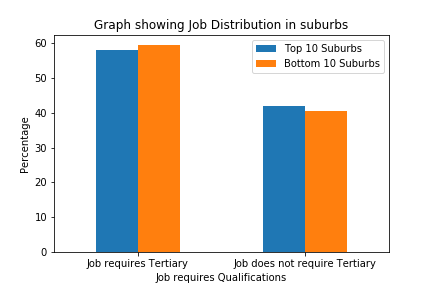 Graph showing Job Distribution in suburbs
Top 10 Suburbs
Bottom 10 Suburbs
60
50
40
30
20
10
0
Percentage
Job requires Tertiary
Job does not require Tertiary
Job requires Qualifications